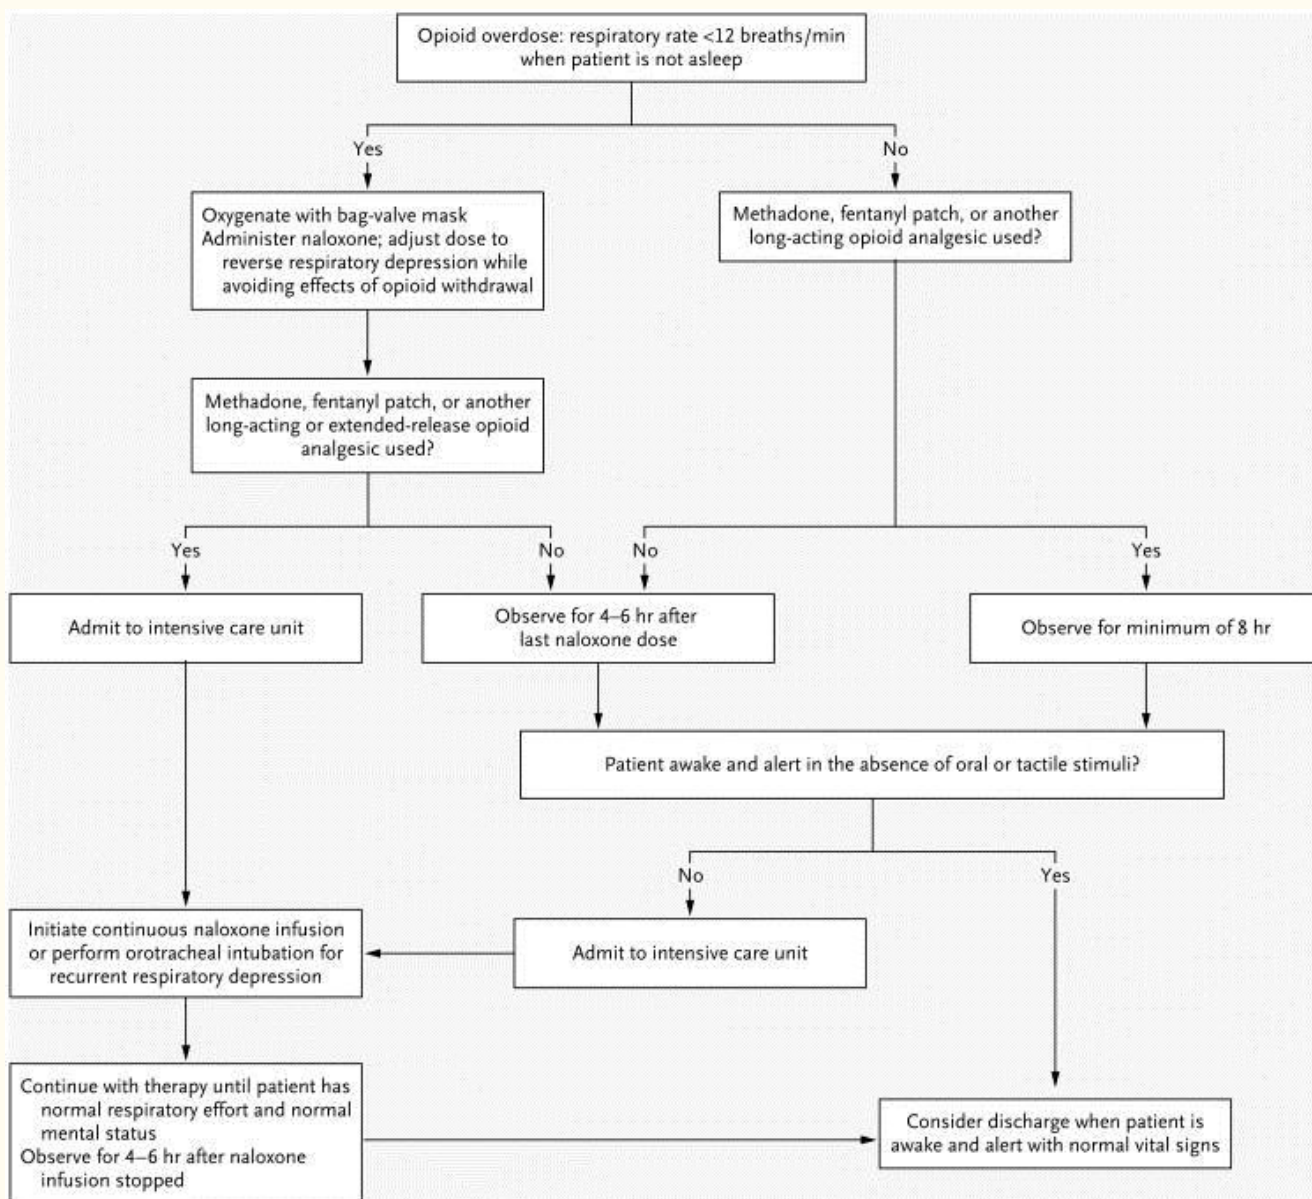 Opioid overdose: respiratory rate <12 breaths/min
when patient is not asleep
Yes
No
Oxygenate with bag-valve mask
Administer naloxone; adjust dose to
reverse respiratory depression while
avoiding effects of opioid withdrawal
Methadone, fentanyl patch, or another
long-acting opioid analgesic used?
Methadone, fentanyl patch, or another
long-acting or extended-release opioid
analgesic used?
Yes
No
No
Yes
Admit to intensive care unit
Observe for 4–6 hr after
last naloxone dose
Observe for minimum of 8 hr
Patient awake and alert in the absence of oral or tactile stimuli?
No
Yes
Initiate continuous naloxone infusion
or perform orotracheal intubation for
recurrent respiratory depression
Admit to intensive care unit
Continue with therapy until patient has
normal respiratory effort and normal
mental status
Observe for 4–6 hr after naloxone
infusion stopped
Consider discharge when patient is
awake and alert with normal vital signs